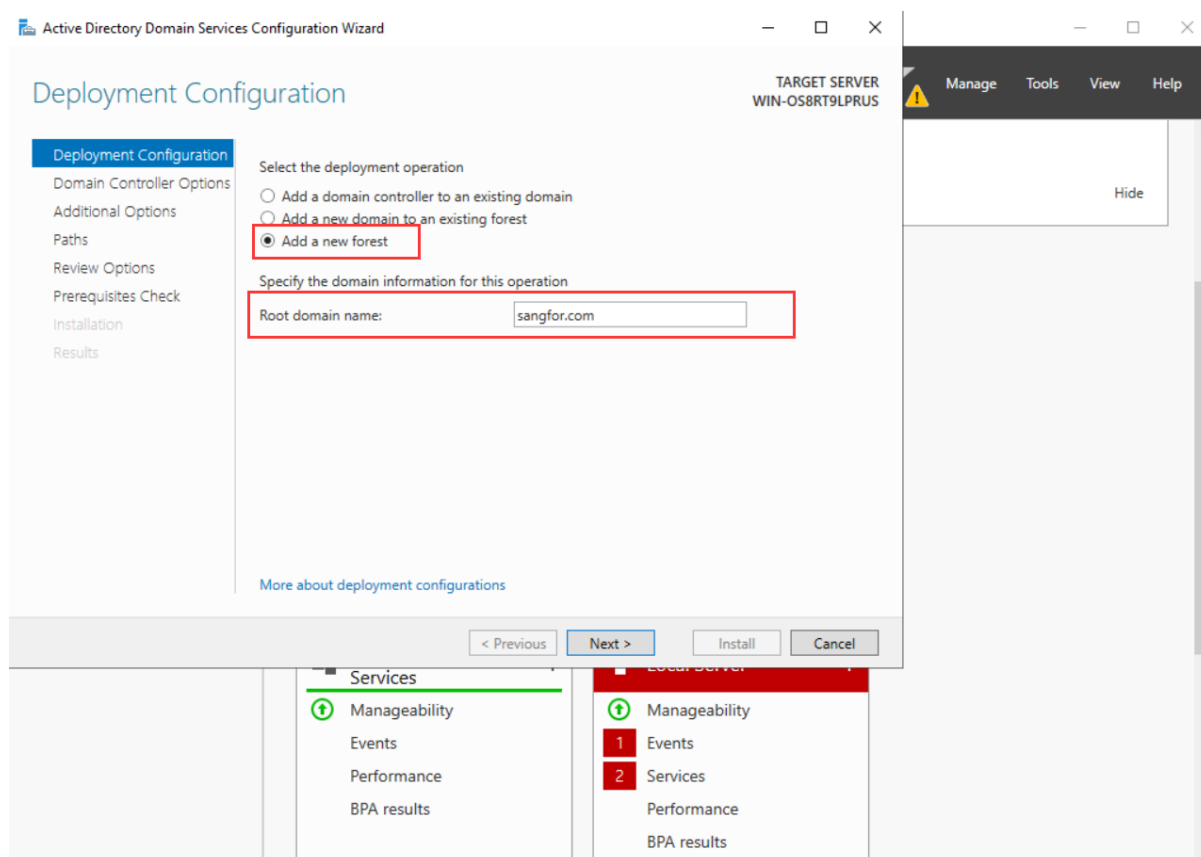 Active Directory Domain Services Configuration Wizard
Deployment Configuration
TARGET SERVER
WIN-OS8RT9LPRUS
Manage Tools View Help
Hide
Deployment Configuration
Domain Controller Options
Additional Options
Paths
Review Options
Prerequisites Check
Installation
Results
Select the deployment operation
Add a domain controller to an existing domain
Add a new domain to an existing forest
Add a new forest
Specify the domain information for this operation
Root domain name: sangfor.com
More about deployment configurations
< Previous Next > Install Cancel
Services
Manageability
Events
Performance
BPA results
Local Server
Manageability
1 Events
2 Services
Performance
BPA results